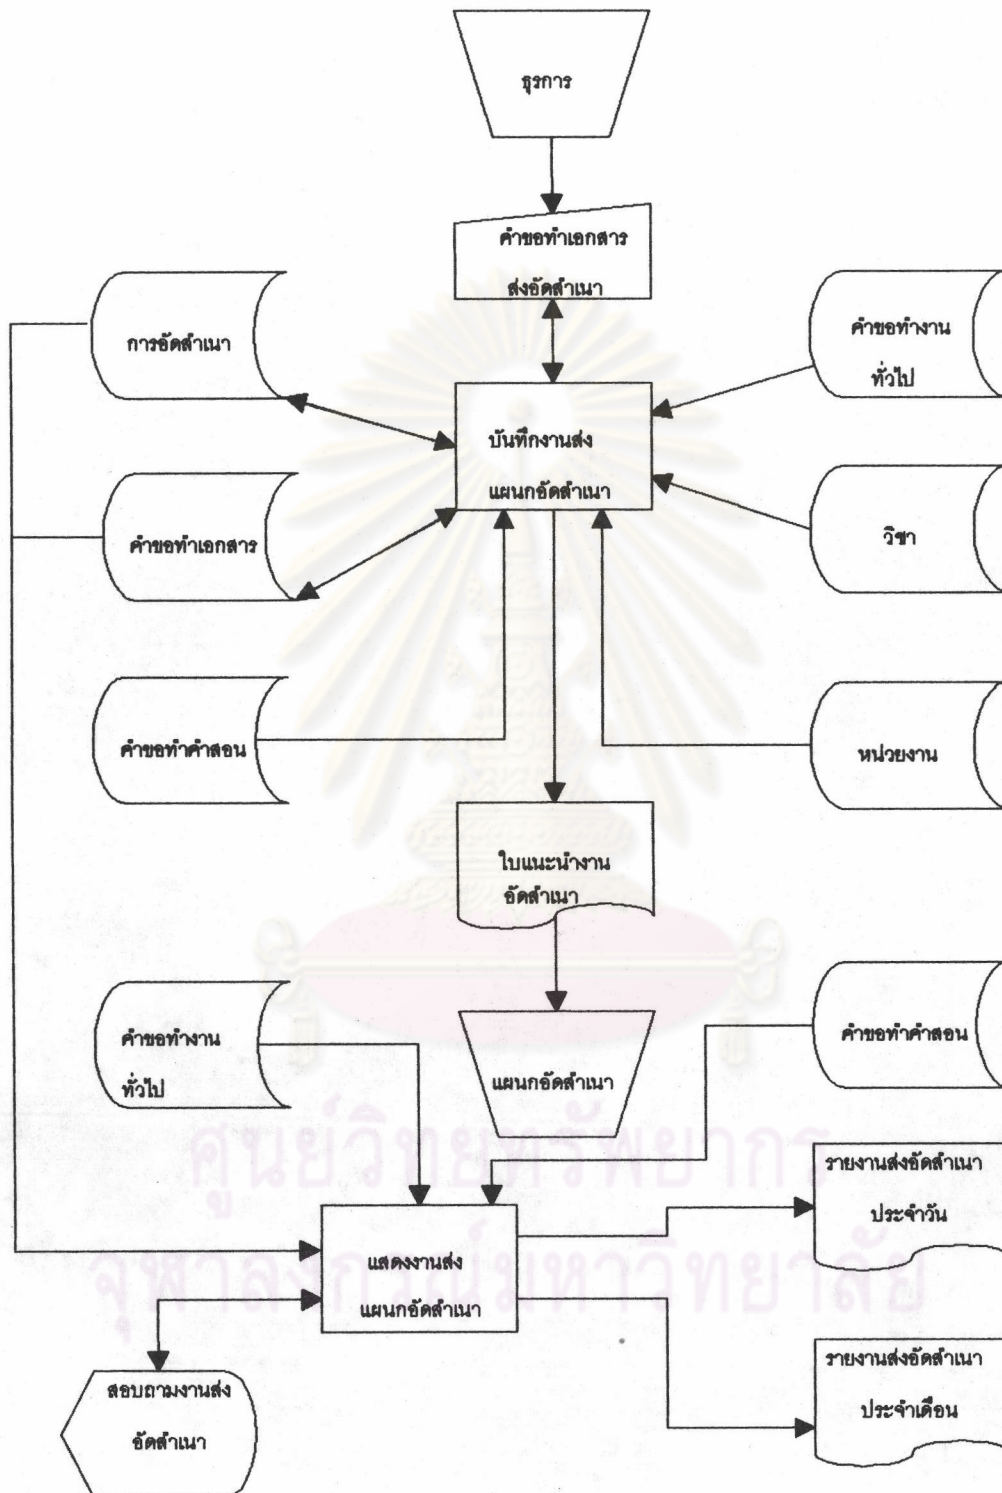 ธุรการ
คำขอทำเอกสาร
ส่งอัดสำเนา
การอัดสำเนา
คำขอทำงาน
ทั่วไป
บันทึกงานส่ง
แผนกอัดสำเนา
คำขอทำเอกสาร
วิชา
คำขอทำคำสอน
หน่วยงาน
ใบแนะนำงาน
อัดสำเนา
คำขอทำงาน
ทั่วไป
แผนกอัดสำเนา
คำขอทำคำสอน
ศูนย์วิทยทรัพยากร
จุฬาลงกรณ์มหาวิทยาลัย
รายงานส่งอัดสำเนา
ประจำวัน
แสดงงานส่ง
แผนกอัดสำเนา
รายงานส่งอัดสำเนา
ประจำเดือน
สอบถามงานส่ง
อัดสำเนา